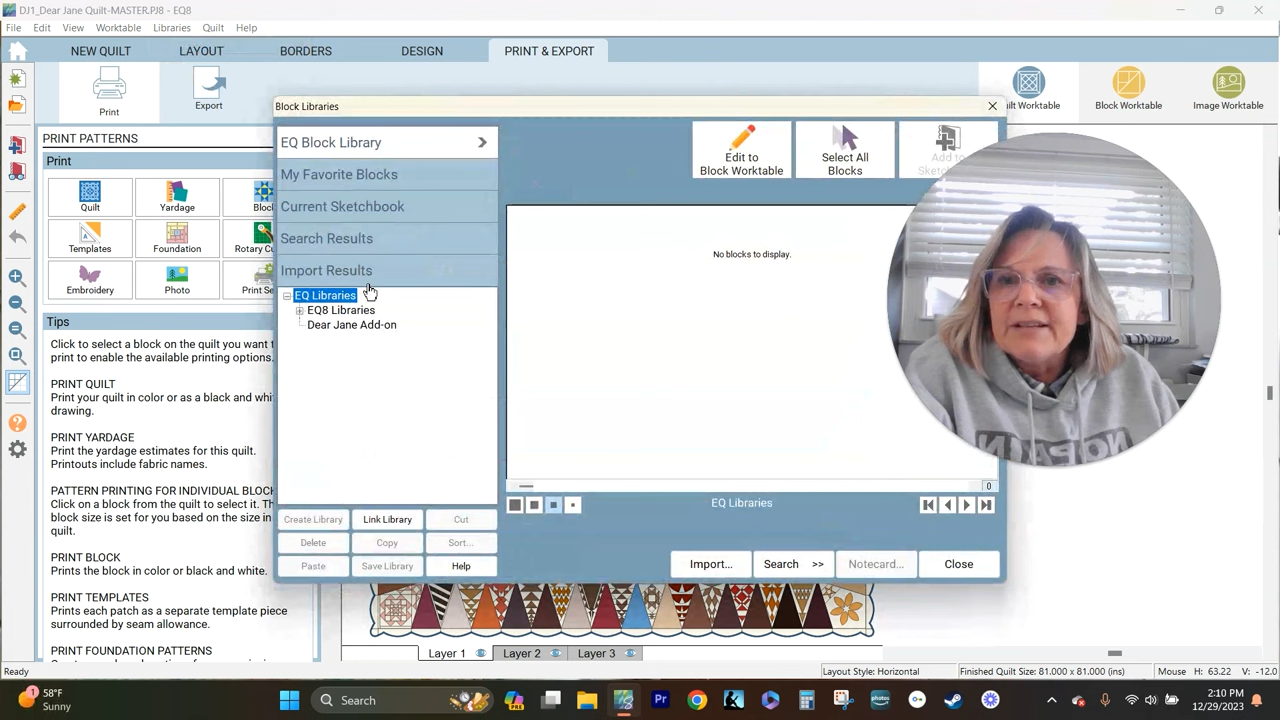 DJ1_Dear Jane Quilt-MASTER.PJ8 - EQ8
File Edit View Worktable Libraries Quilt Help
NEW QUILT LAYOUT BORDERS DESIGN PRINT & EXPORT
Print
Export
Worktable
Block Worktable
Image Worktable
PRINT PATTERNS
Print
Quilt
Yardage
Block
Templates
Foundation
Rotary Cu
Embroidery
Photo
Print Se
Tips
Click to select a block on the quilt you want
print to enable the available printing options.
PRINT QUILT
Print your quilt in color or as a black and whi
drawing.
PRINT YARDAGE
Print the yardage estimates for this quilt.
Printouts include fabric names.
PATTERN PRINTING FOR INDIVIDUAL BLOCK
Click on a block from the quilt to select it. Th
block size is set for you based on the size in
quilt.
PRINT BLOCK
Prints the block in color or black and white.
PRINT TEMPLATES
Prints each patch as a separate template piece
surrounded by seam allowance.
PRINT FOUNDATION PATTERNS
Block Libraries
EQ Block Library
My Favorite Blocks
Current Sketchbook
Search Results
Import Results
EQ Libraries
EQ8 Libraries
Dear Jane Add-on
Create Library Link Library Cut
Delete Copy Sort...
Paste Save Library Help
Edit to
Block Worktable
Select All
Blocks
Add to
No blocks to display.
0
EQ Libraries
Import... Search >> Notecard... Close
Layer 1 Layer 2 Layer 3
Ready
Layout Style: Horizontal
Finished Quilt Size: 81.000 x 81.000 (ins)
Mouse H: 63.22 V: -12.0
58°F
Sunny
Search
2:10 PM
12/29/2023